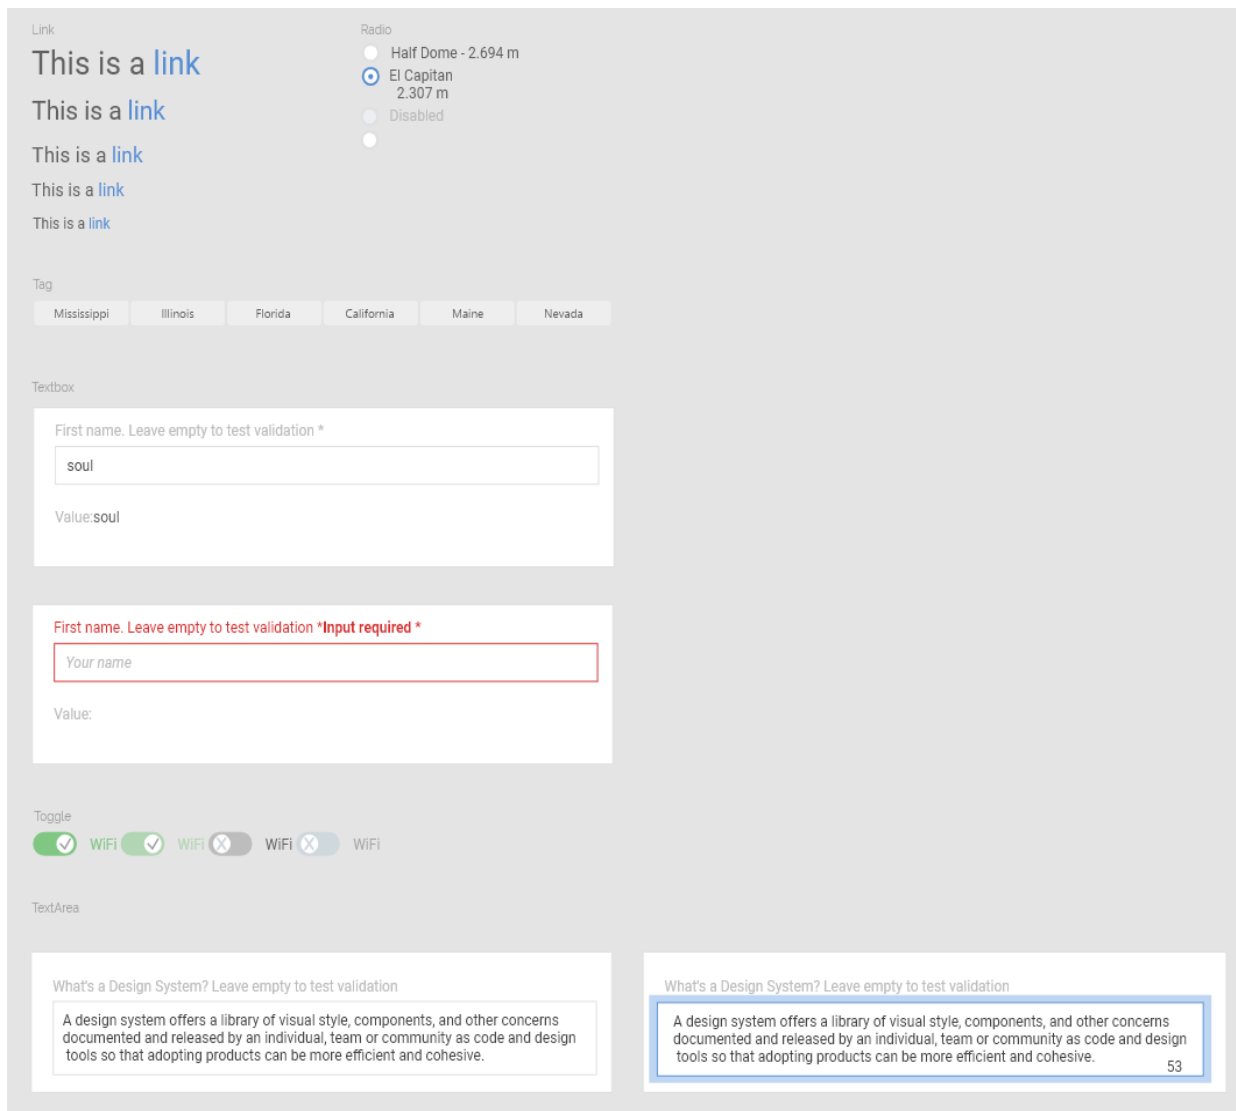 Link
This is a link
This is a link
This is a link
This is a link
This is a link
Radio
Half Dome - 2.694 m
El Capitan
2.307 m
Disabled
Tag
Mississippi Illinois Florida California Maine Nevada
Textbox
First name. Leave empty to test validation *
soul
Value:soul
First name. Leave empty to test validation *Input required *
Your name
Value:
Toggle
WiFi WiFi WiFi WiFi
TextArea
What's a Design System? Leave empty to test validation
A design system offers a library of visual style, components, and other concerns
documented and released by an individual, team or community as code and design
tools so that adopting products can be more efficient and cohesive.
What's a Design System? Leave empty to test validation
A design system offers a library of visual style, components, and other concerns
documented and released by an individual, team or community as code and design
tools so that adopting products can be more efficient and cohesive.
53